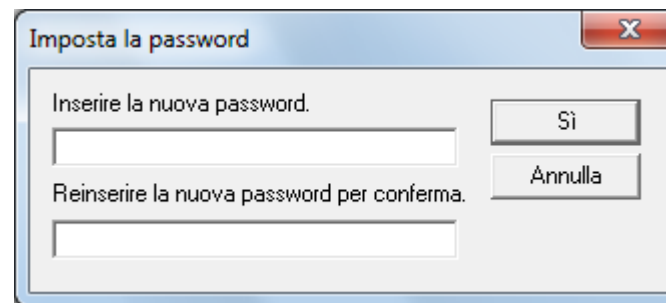 Imposta la password
Inserire la nuova password.
Sì
Annulla
Reinserire la nuova password per conferma.